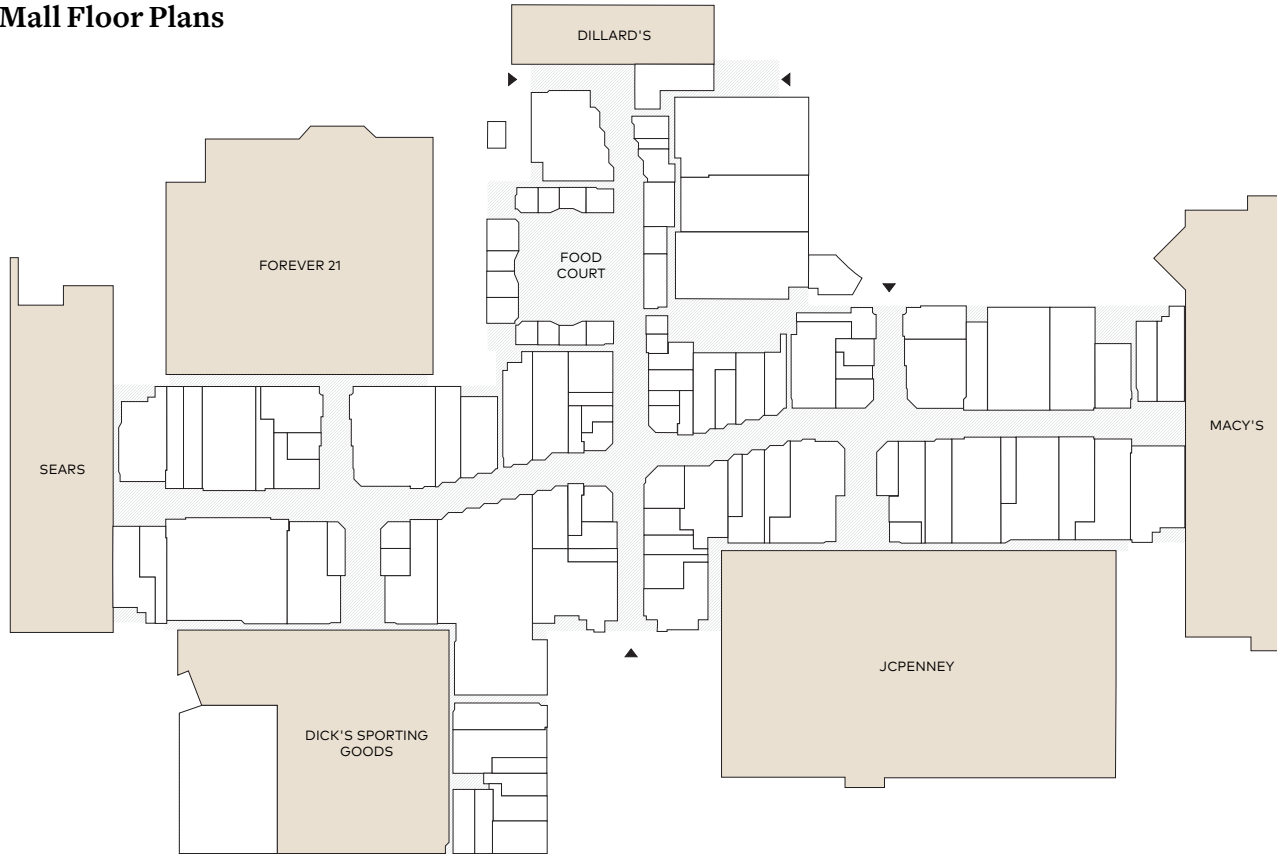 Mall Floor Plans
DILLARD'S
FOREVER 21
FOOD
COURT
SEARS
MACY'S
JCPENNEY
DICK'S SPORTING
GOODS